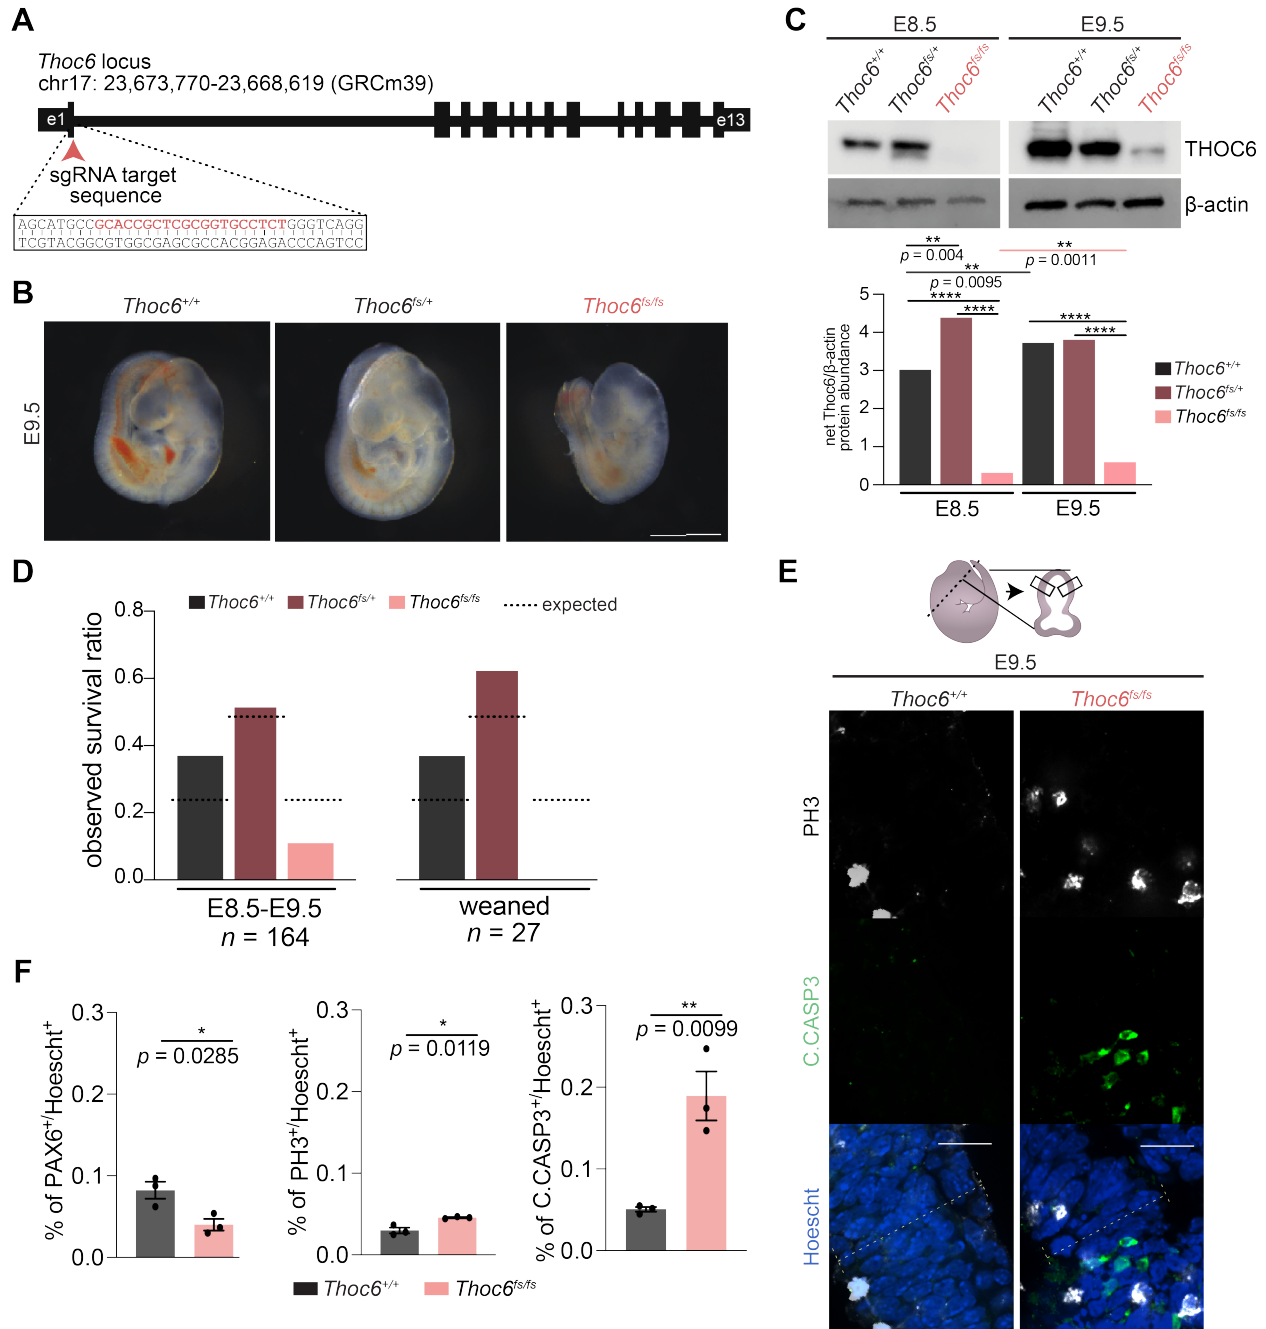 A
Thoc6 locus
chr17: 23,673,770-23,668,619 (GRCm39)
e1
e13
sgRNA target
sequence
AGCATGCCGCACCGCTCGCGGTGCCTCTGGGTCAGG
TCGTACGGCGTGGCGAGCGCCACGGAGACCCAGTCC
B
Thoc6+/+
Thoc6fs/+
Thoc6fs/fs
E9.5
C
E8.5
E9.5
Thoc6+/+
Thoc6fs/+
Thoc6fs/fs
Thoc6+/+
Thoc6fs/+
Thoc6fs/fs
THOC6
β-actin
**
p = 0.004
**
p = 0.0011
**
p = 0.0095
****
****
****
****
net Thoc6/β-actin
protein abundance
5
4
3
2
1
0
E8.5
E9.5
Thoc6+/+
Thoc6fs/+
Thoc6fs/fs
D
Thoc6+/+
Thoc6fs/+
Thoc6fs/fs
expected
observed survival ratio
0.8
0.6
0.4
0.2
0.0
E8.5-E9.5
n = 164
weaned
n = 27
E
E9.5
Thoc6+/+
Thoc6fs/fs
PH3
C.CASP3
Hoescht
F
% of PAX6+/Hoescht+
0.3
0.2
0.1
0.0
*
p = 0.0285
% of PH3+/Hoescht+
0.3
0.2
0.1
0.0
*
p = 0.0119
% of C.CASP3+/Hoescht+
0.3
0.2
0.1
0.0
**
p = 0.0099
Thoc6+/+
Thoc6fs/fs